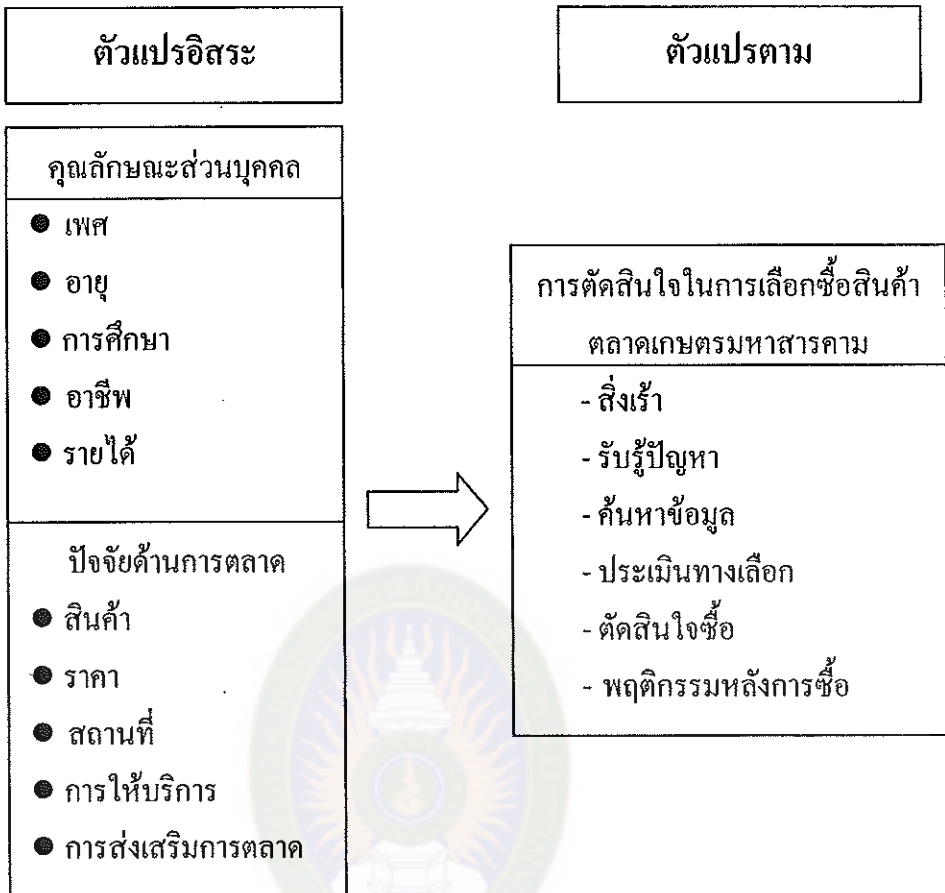 ตัวแปรอิสระ
ตัวแปรตาม
คุณลักษณะส่วนบุคคล
● เพศ
● อายุ
● การศึกษา
● อาชีพ
● รายได้
ปัจจัยด้านการตลาด
● สินค้า
● ราคา
● สถานที่
● การให้บริการ
● การส่งเสริมการตลาด
การตัดสินใจในการเลือกซื้อสินค้า
ตลาดเกษตรมหาสารคาม
- สิ่งเร้า
- รับรู้ปัญหา
- ค้นหาข้อมูล
- ประเมินทางเลือก
- ตัดสินใจซื้อ
- พฤติกรรมหลังการซื้อ